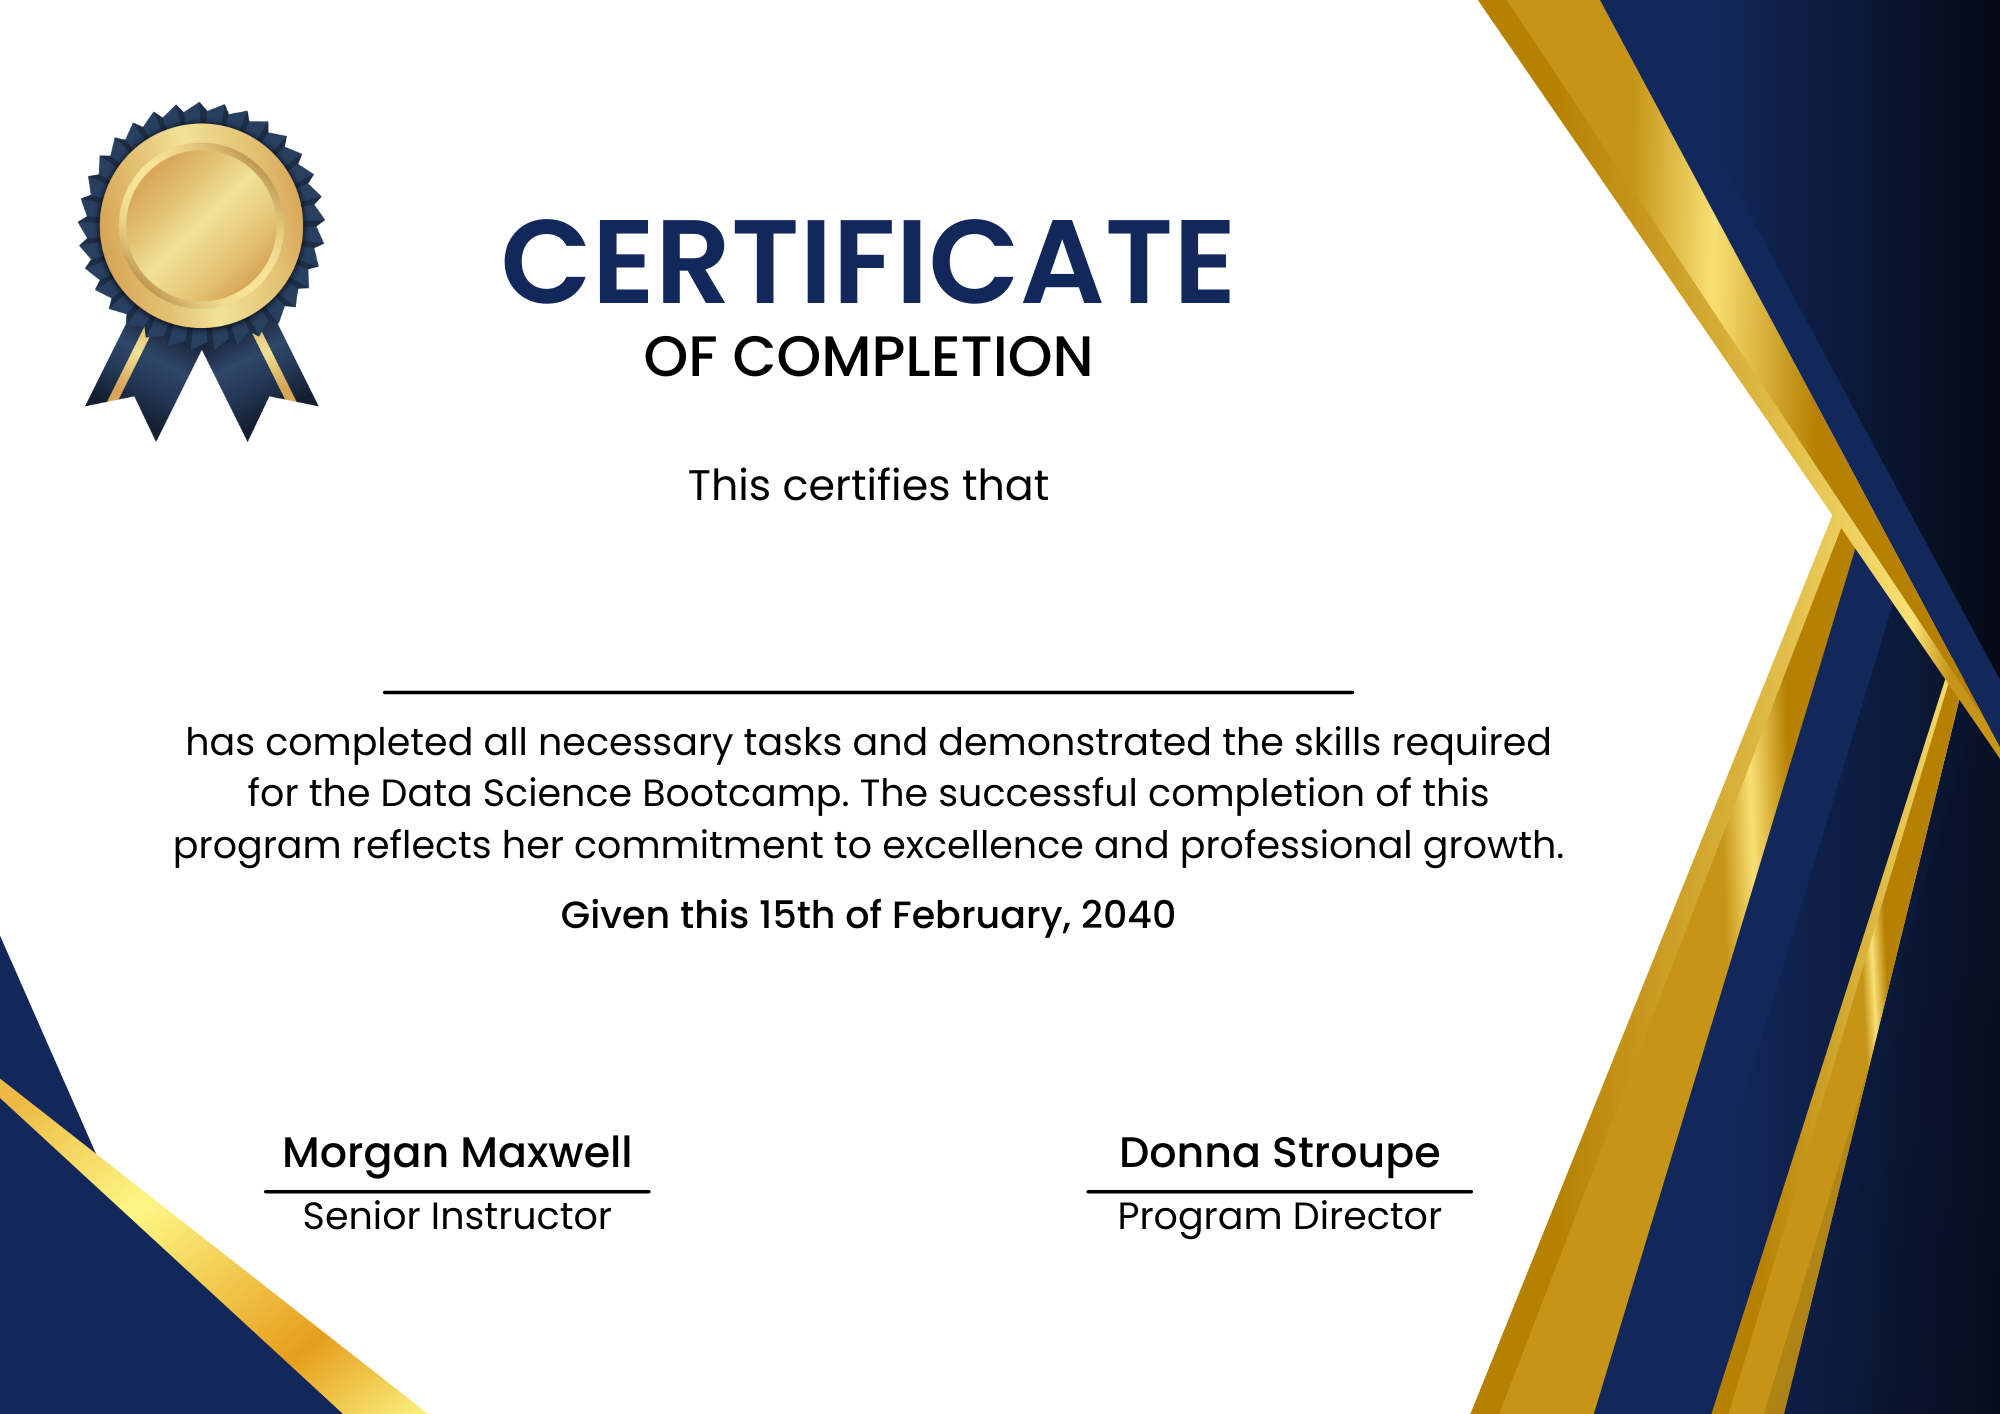 CERTIFICATE
OF COMPLETION
This certifies that
has completed all necessary tasks and demonstrated the skills required
for the Data Science Bootcamp. The successful completion of this
program reflects her commitment to excellence and professional growth.
Given this 15th of February, 2040
Morgan Maxwell
Senior Instructor
Donna Stroupe
Program Director